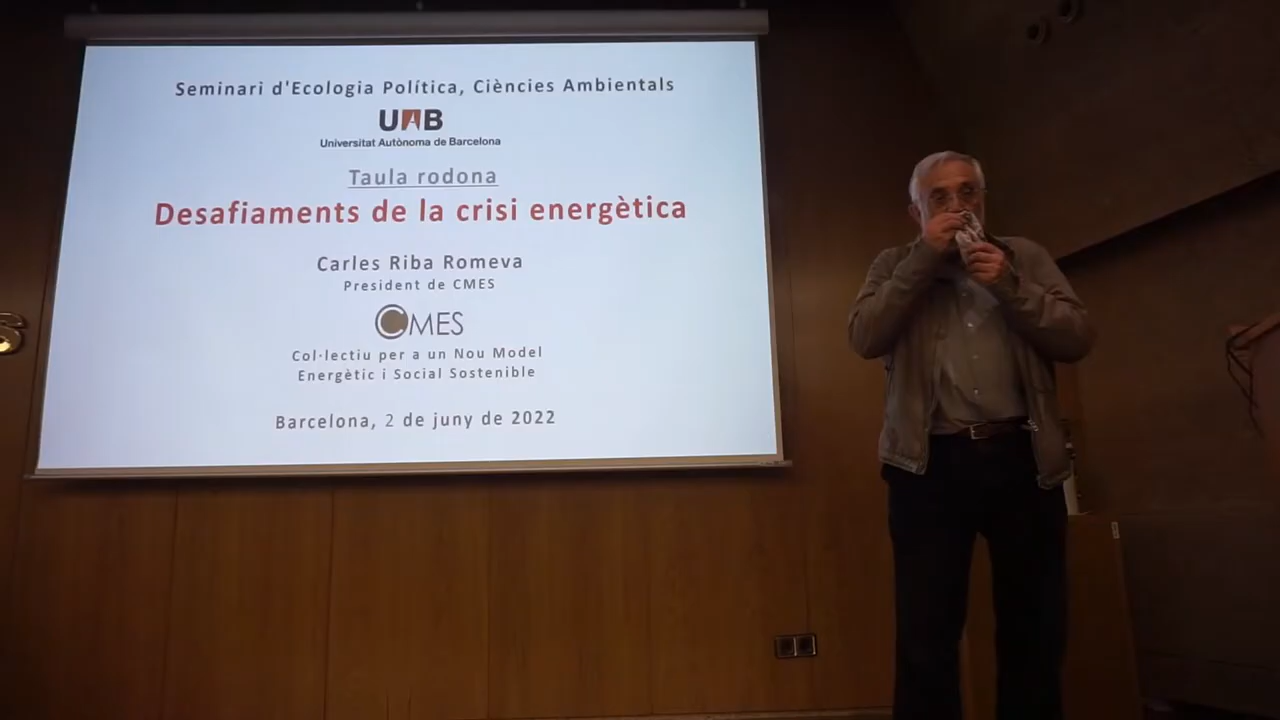 Seminari d'Ecologia Política, Ciències Ambientals
UAB
Universitat Autònoma de Barcelona
Taula rodona
Desafiaments de la crisi energètica
Carles Riba Romeva
President de CMES
CMES
Col·lectiu per a un Nou Model
Energètic i Social Sostenible
Barcelona, 2 de juny de 2022